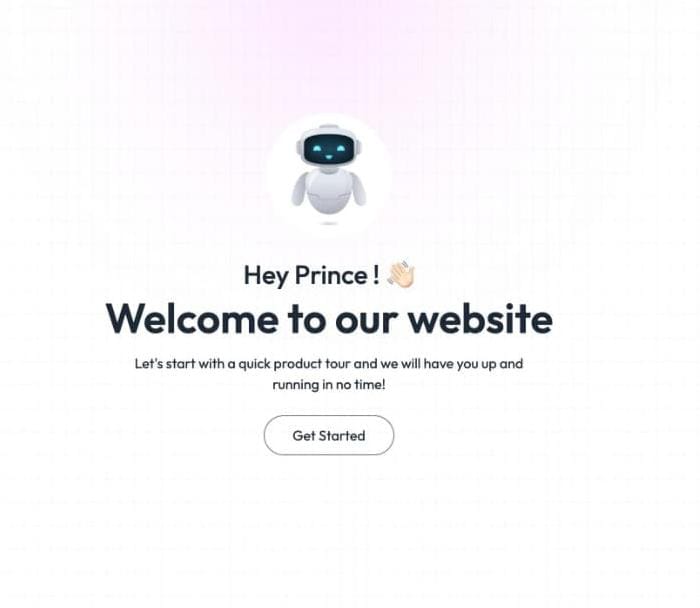 Hey Prince ! 👋🏻
Welcome to our website
Let's start with a quick product tour and we will have you up and
running in no time!
Get Started